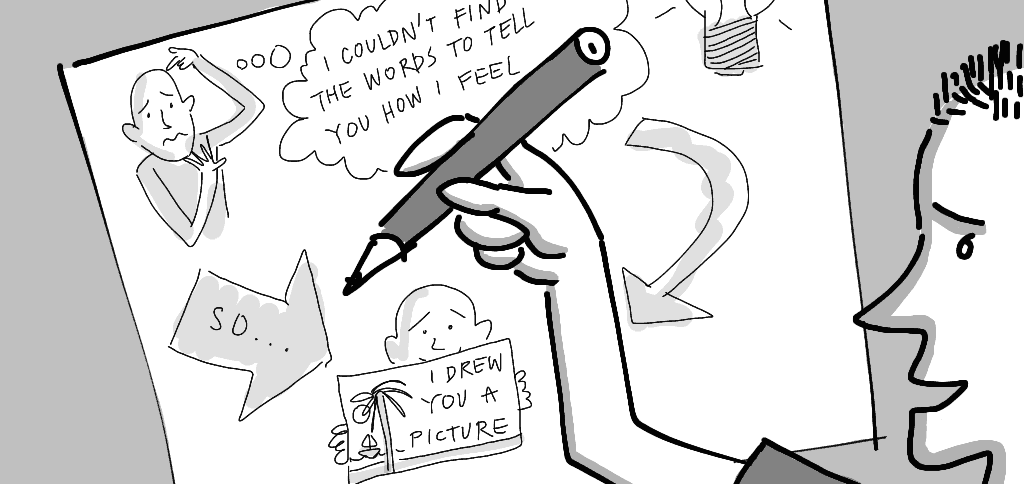 I COULDN'T FIND
THE WORDS TO TELL
YOU HOW I FEEL
SO...
I DREW
YOU A
PICTURE